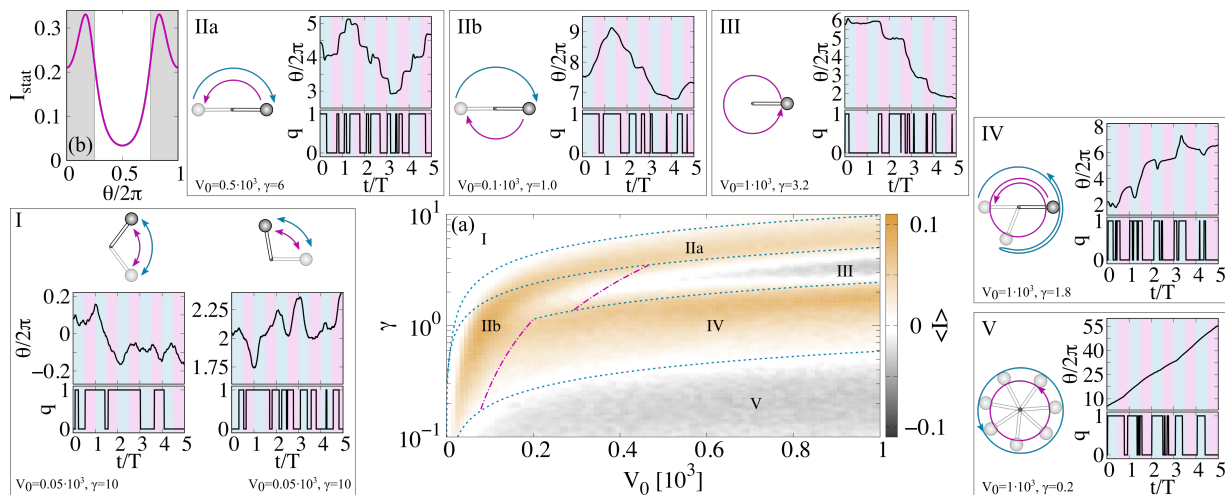 I_stat
0.3
0.2
0.1
0
(b)
0
0.5
1
θ/2π
IIa
θ/2π
5
4
3
q
1
0
0 1 2 3 4 5
t/T
V₀=0.5·10³, γ=6
IIb
θ/2π
9
8
7
q
1
0
0 1 2 3 4 5
t/T
V₀=0.1·10³, γ=1.0
III
θ/2π
6
5
4
3
2
q
1
0
0 1 2 3 4 5
t/T
V₀=1·10³, γ=3.2
IV
θ/2π
8
6
4
2
q
1
0
0 1 2 3 4 5
t/T
V₀=1·10³, γ=1.8
I
θ/2π
0.2
0
−0.2
q
1
0
0 1 2 3 4 5
t/T
V₀=0.05·10³, γ=10
θ/2π
2.25
2
1.75
q
1
0
0 1 2 3 4 5
t/T
V₀=0.05·10³, γ=10
(a)
γ
10¹
10⁰
10⁻¹
I
IIa
IIb
III
IV
V
0 0.2 0.4 0.6 0.8 1
V₀ [10³]
0.1
0
−0.1
<I>
V
θ/2π
55
40
25
10
q
1
0
0 1 2 3 4 5
t/T
V₀=1·10³, γ=0.2